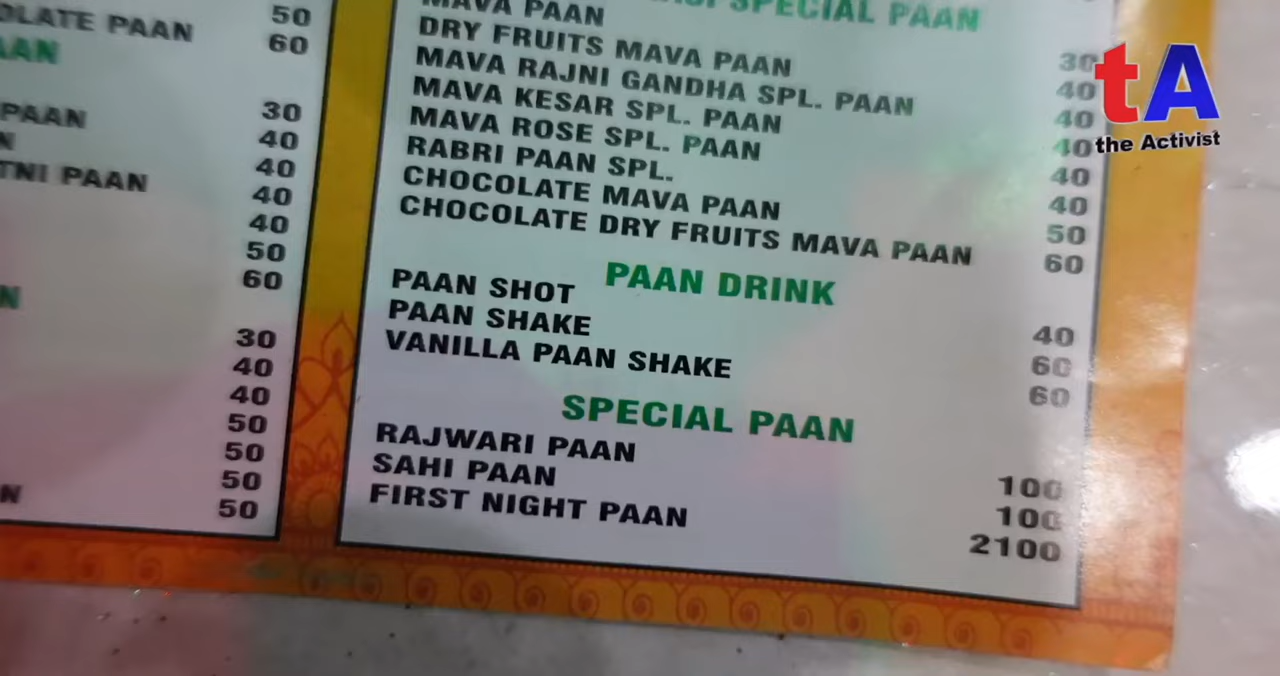 PAAN 50
60
PAAN 30
40
PAAN 40
40
40
50
60
30
40
40
50
50
50
50
SPECIAL PAAN
MAVA PAAN 30
DRY FRUITS MAVA PAAN 40
MAVA RAJNI GANDHA SPL. PAAN 40
MAVA KESAR SPL. PAAN 40
MAVA ROSE SPL. PAAN 40
RABRI PAAN SPL. 40
CHOCOLATE MAVA PAAN 50
CHOCOLATE DRY FRUITS MAVA PAAN 60
PAAN DRINK
PAAN SHOT 40
PAAN SHAKE 60
VANILLA PAAN SHAKE 60
SPECIAL PAAN
RAJWARI PAAN 100
SAHI PAAN 100
FIRST NIGHT PAAN 2100
tA
the Activist